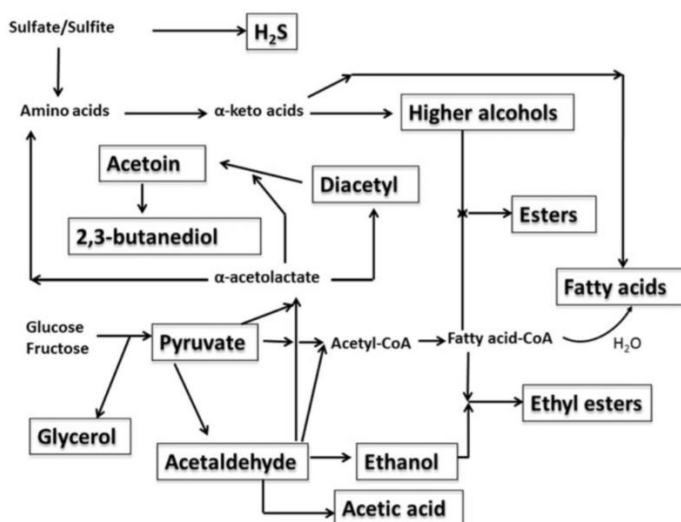 Sulfate/Sulfite
H₂S
Amino acids
α-keto acids
Higher alcohols
Acetoin
Diacetyl
2,3-butanediol
Esters
α-acetolactate
Fatty acids
Glucose
Fructose
Pyruvate
Acetyl-CoA
Fatty acid-CoA
H₂O
Glycerol
Ethyl esters
Acetaldehyde
Ethanol
Acetic acid